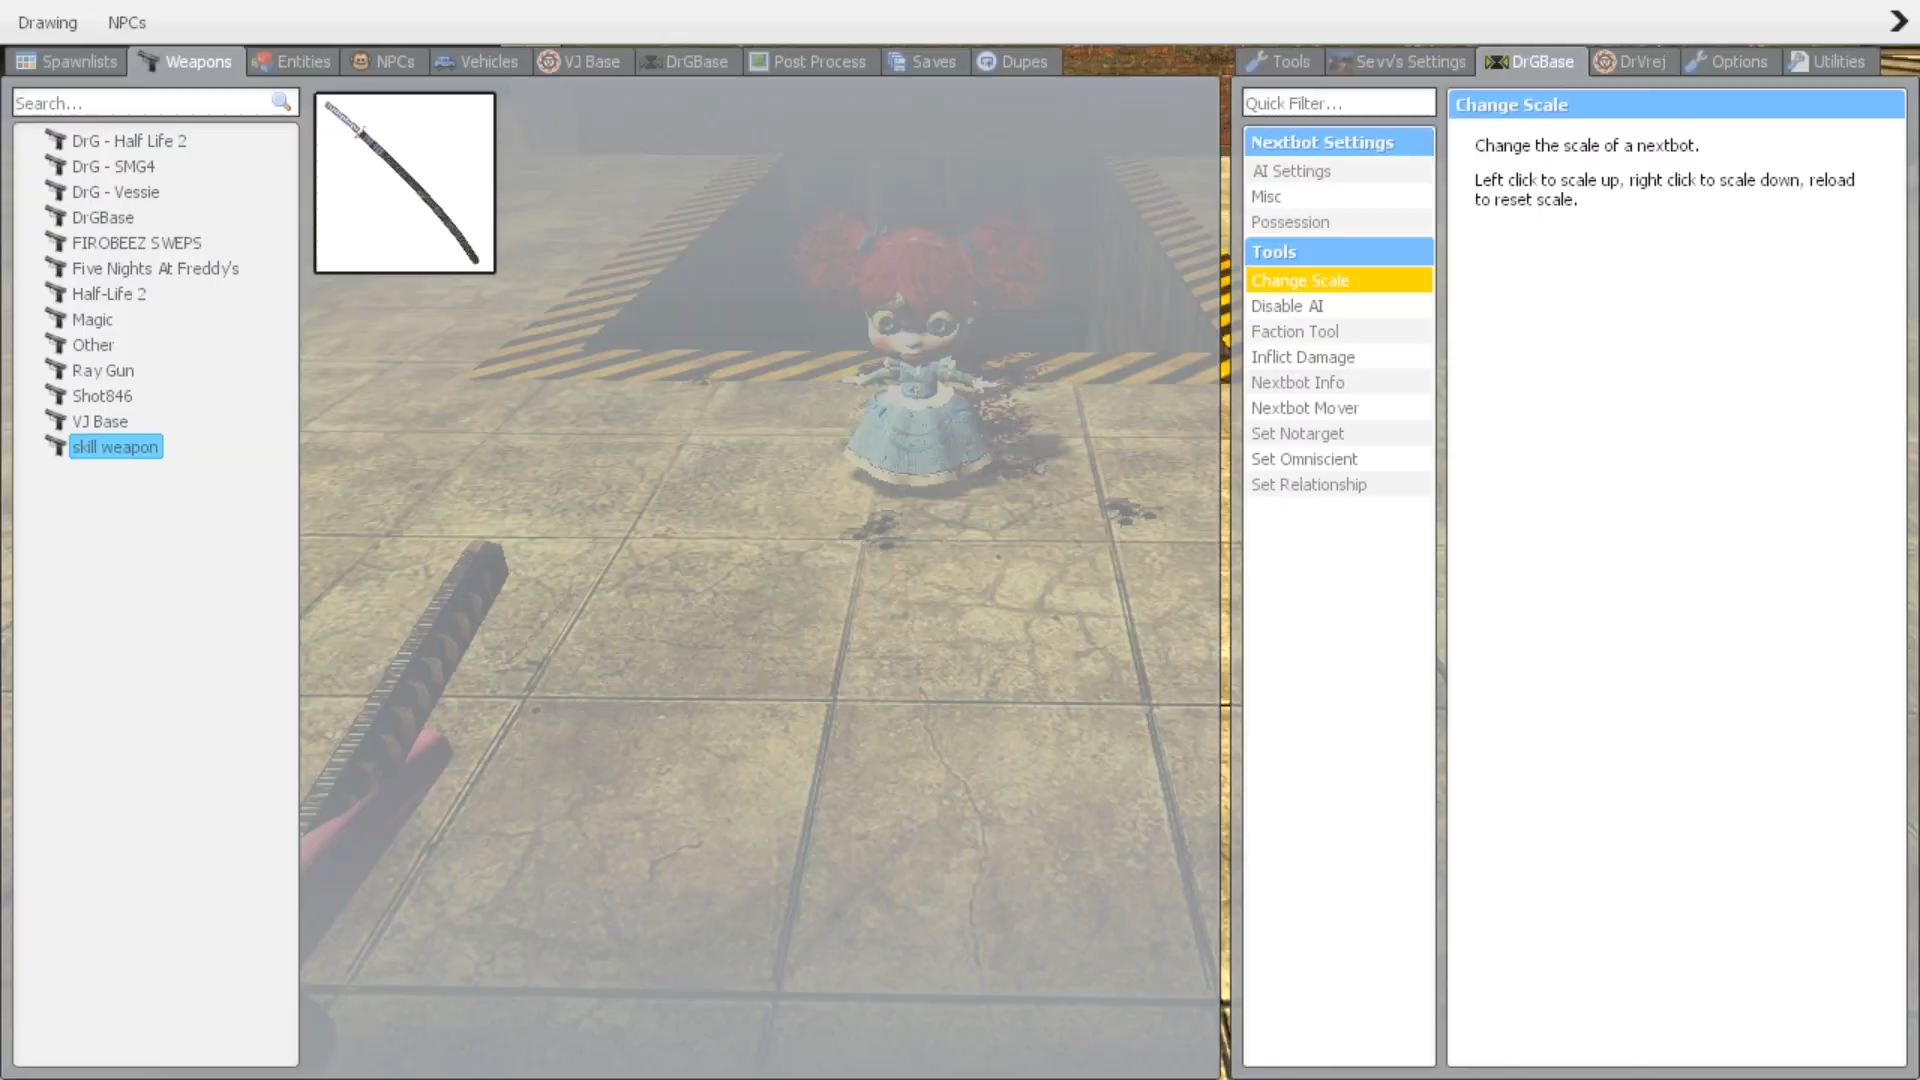 Drawing NPCs
Spawnlists Weapons Entities NPCs Vehicles VJ Base DrGBase Post Process Saves Dupes
Tools Sevv's Settings DrGBase DrVrej Options Utilities
Search...
DrG - Half Life 2
DrG - SMG4
DrG - Vessie
DrGBase
FIROBEEZ SWEPS
Five Nights At Freddy's
Half-Life 2
Magic
Other
Ray Gun
Shot846
VJ Base
skill weapon
Quick Filter...
Nextbot Settings
AI Settings
Misc
Possession
Tools
Change Scale
Disable AI
Faction Tool
Inflict Damage
Nextbot Info
Nextbot Mover
Set Notarget
Set Omniscient
Set Relationship
Change Scale
Change the scale of a nextbot.
Left click to scale up, right click to scale down, reload
to reset scale.